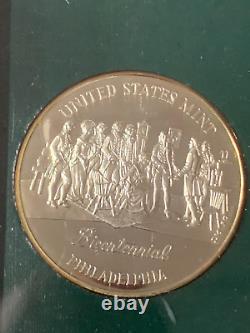 UNITED STATES MINT
Bicentennial
PHILADELPHIA